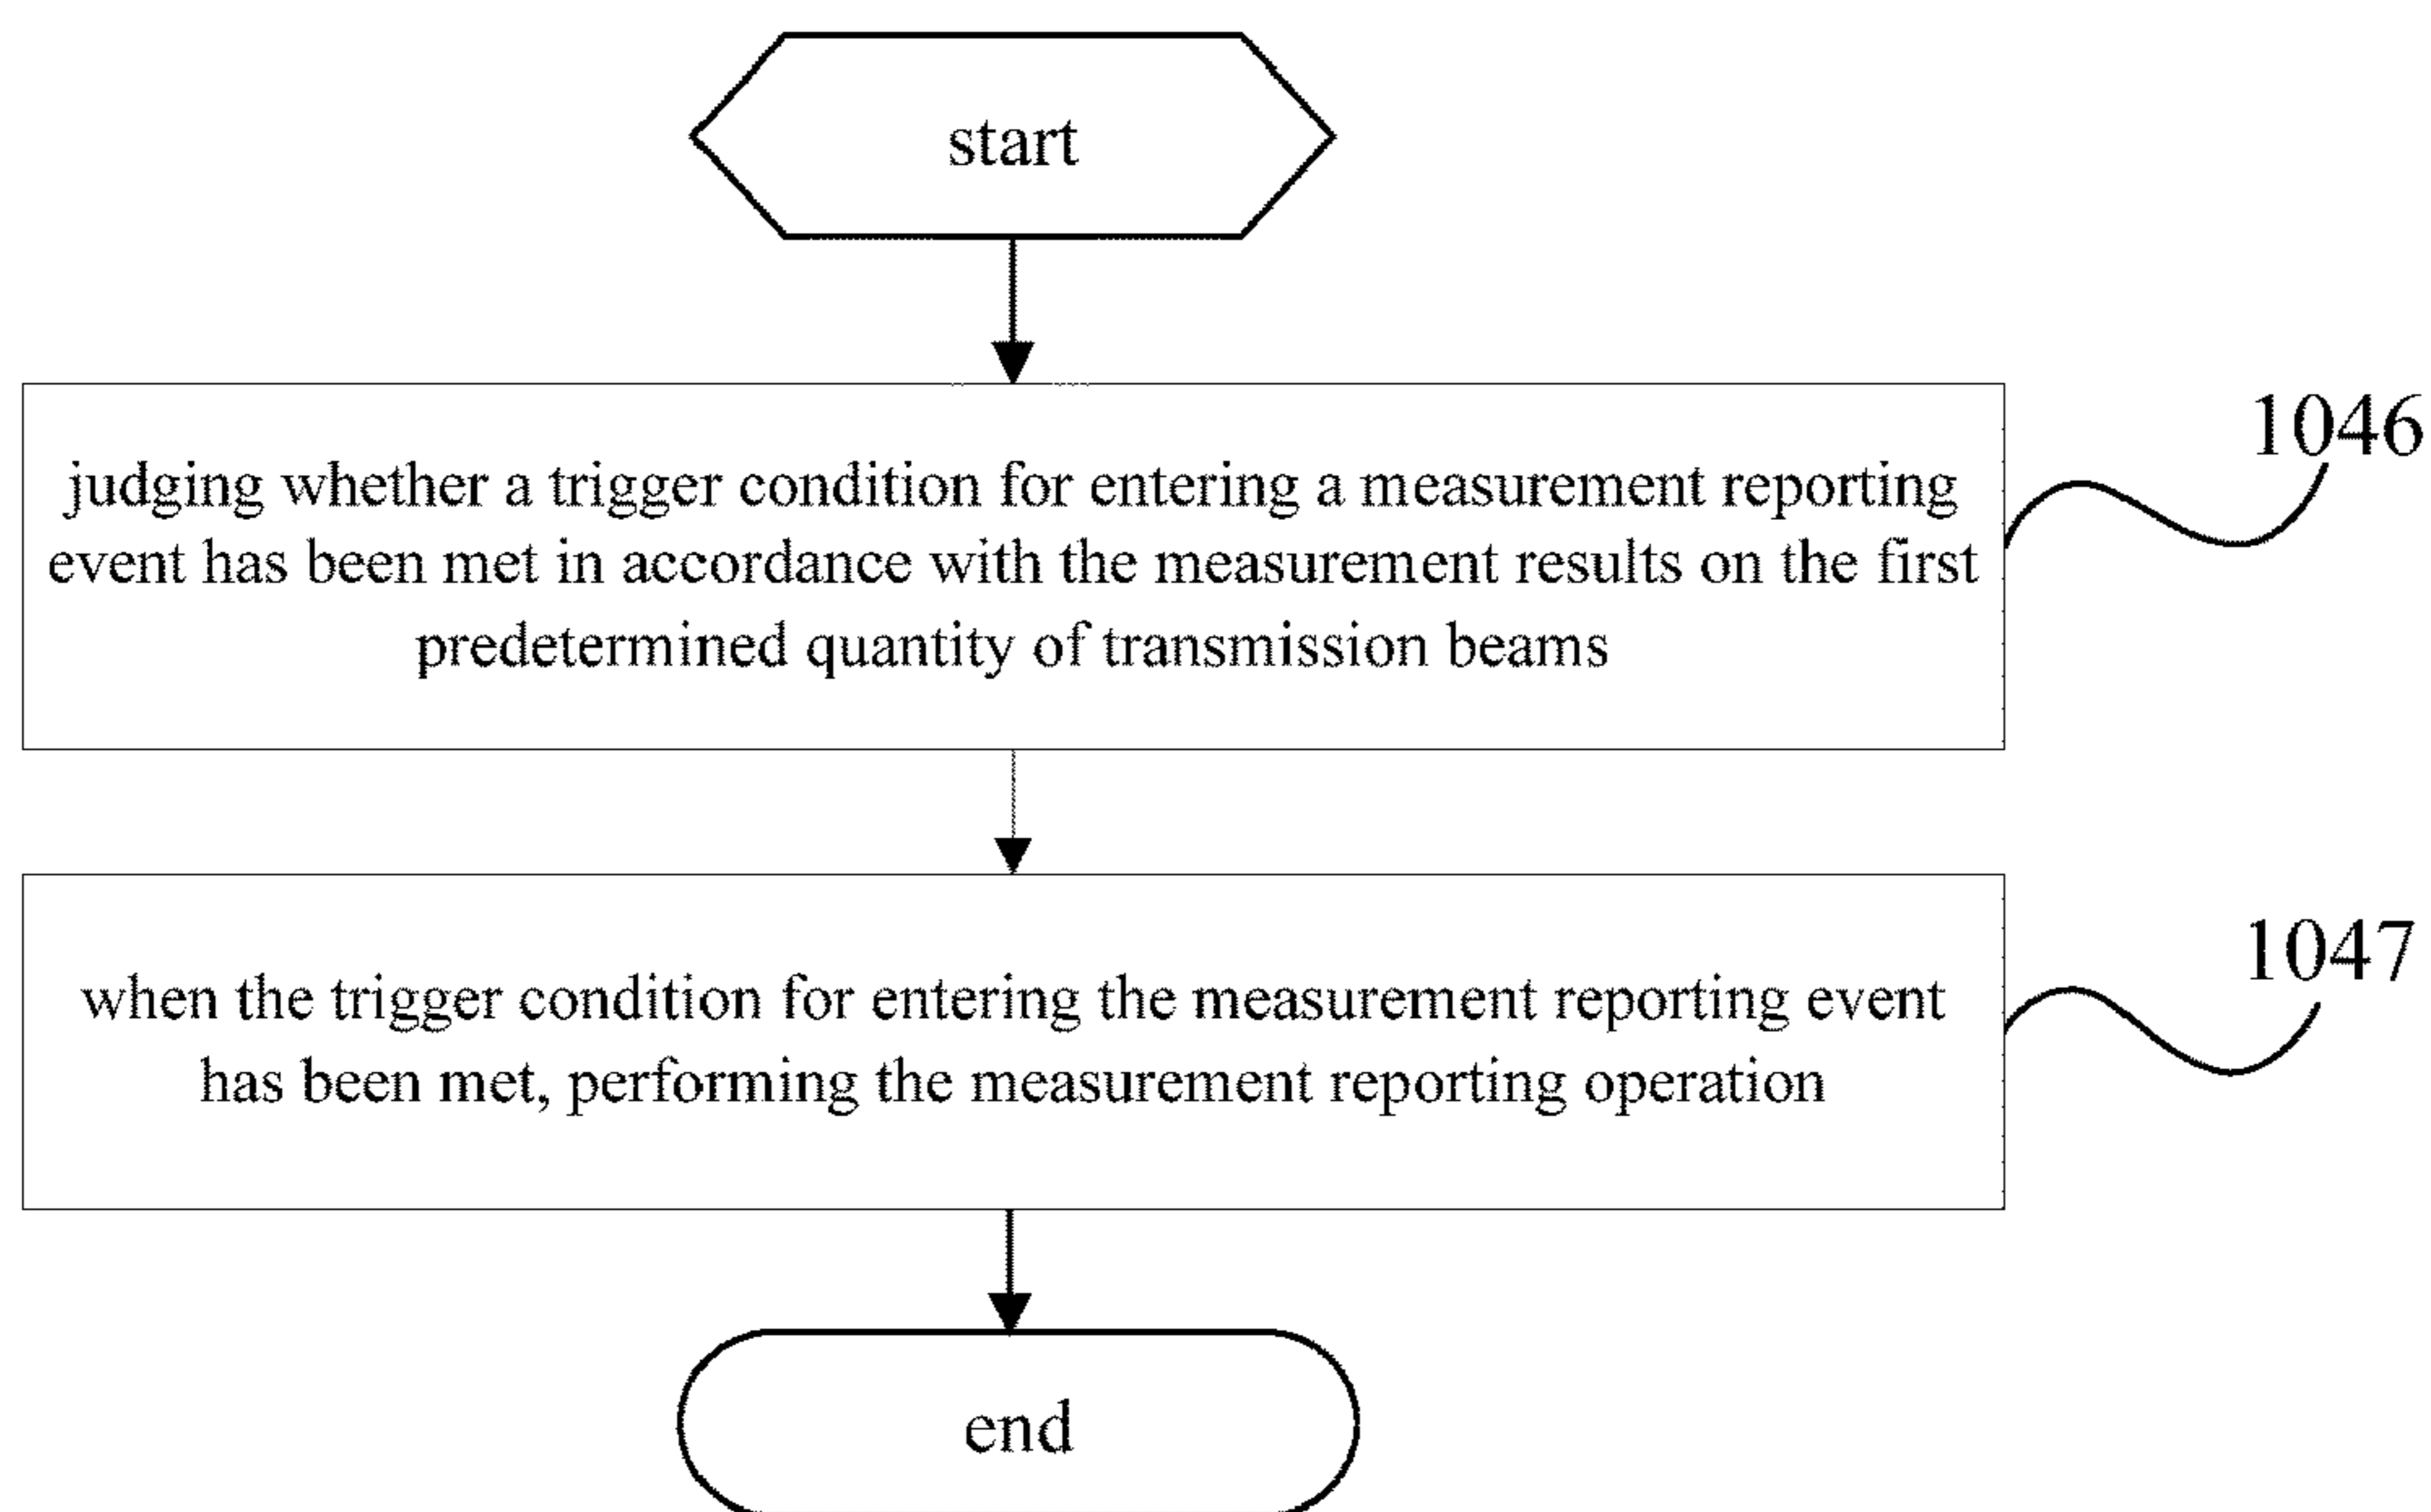 start
1046
judging whether a trigger condition for entering a measurement reporting
event has been met in accordance with the measurement results on the first
predetermined quantity of transmission beams
1047
when the trigger condition for entering the measurement reporting event
has been met, performing the measurement reporting operation
end